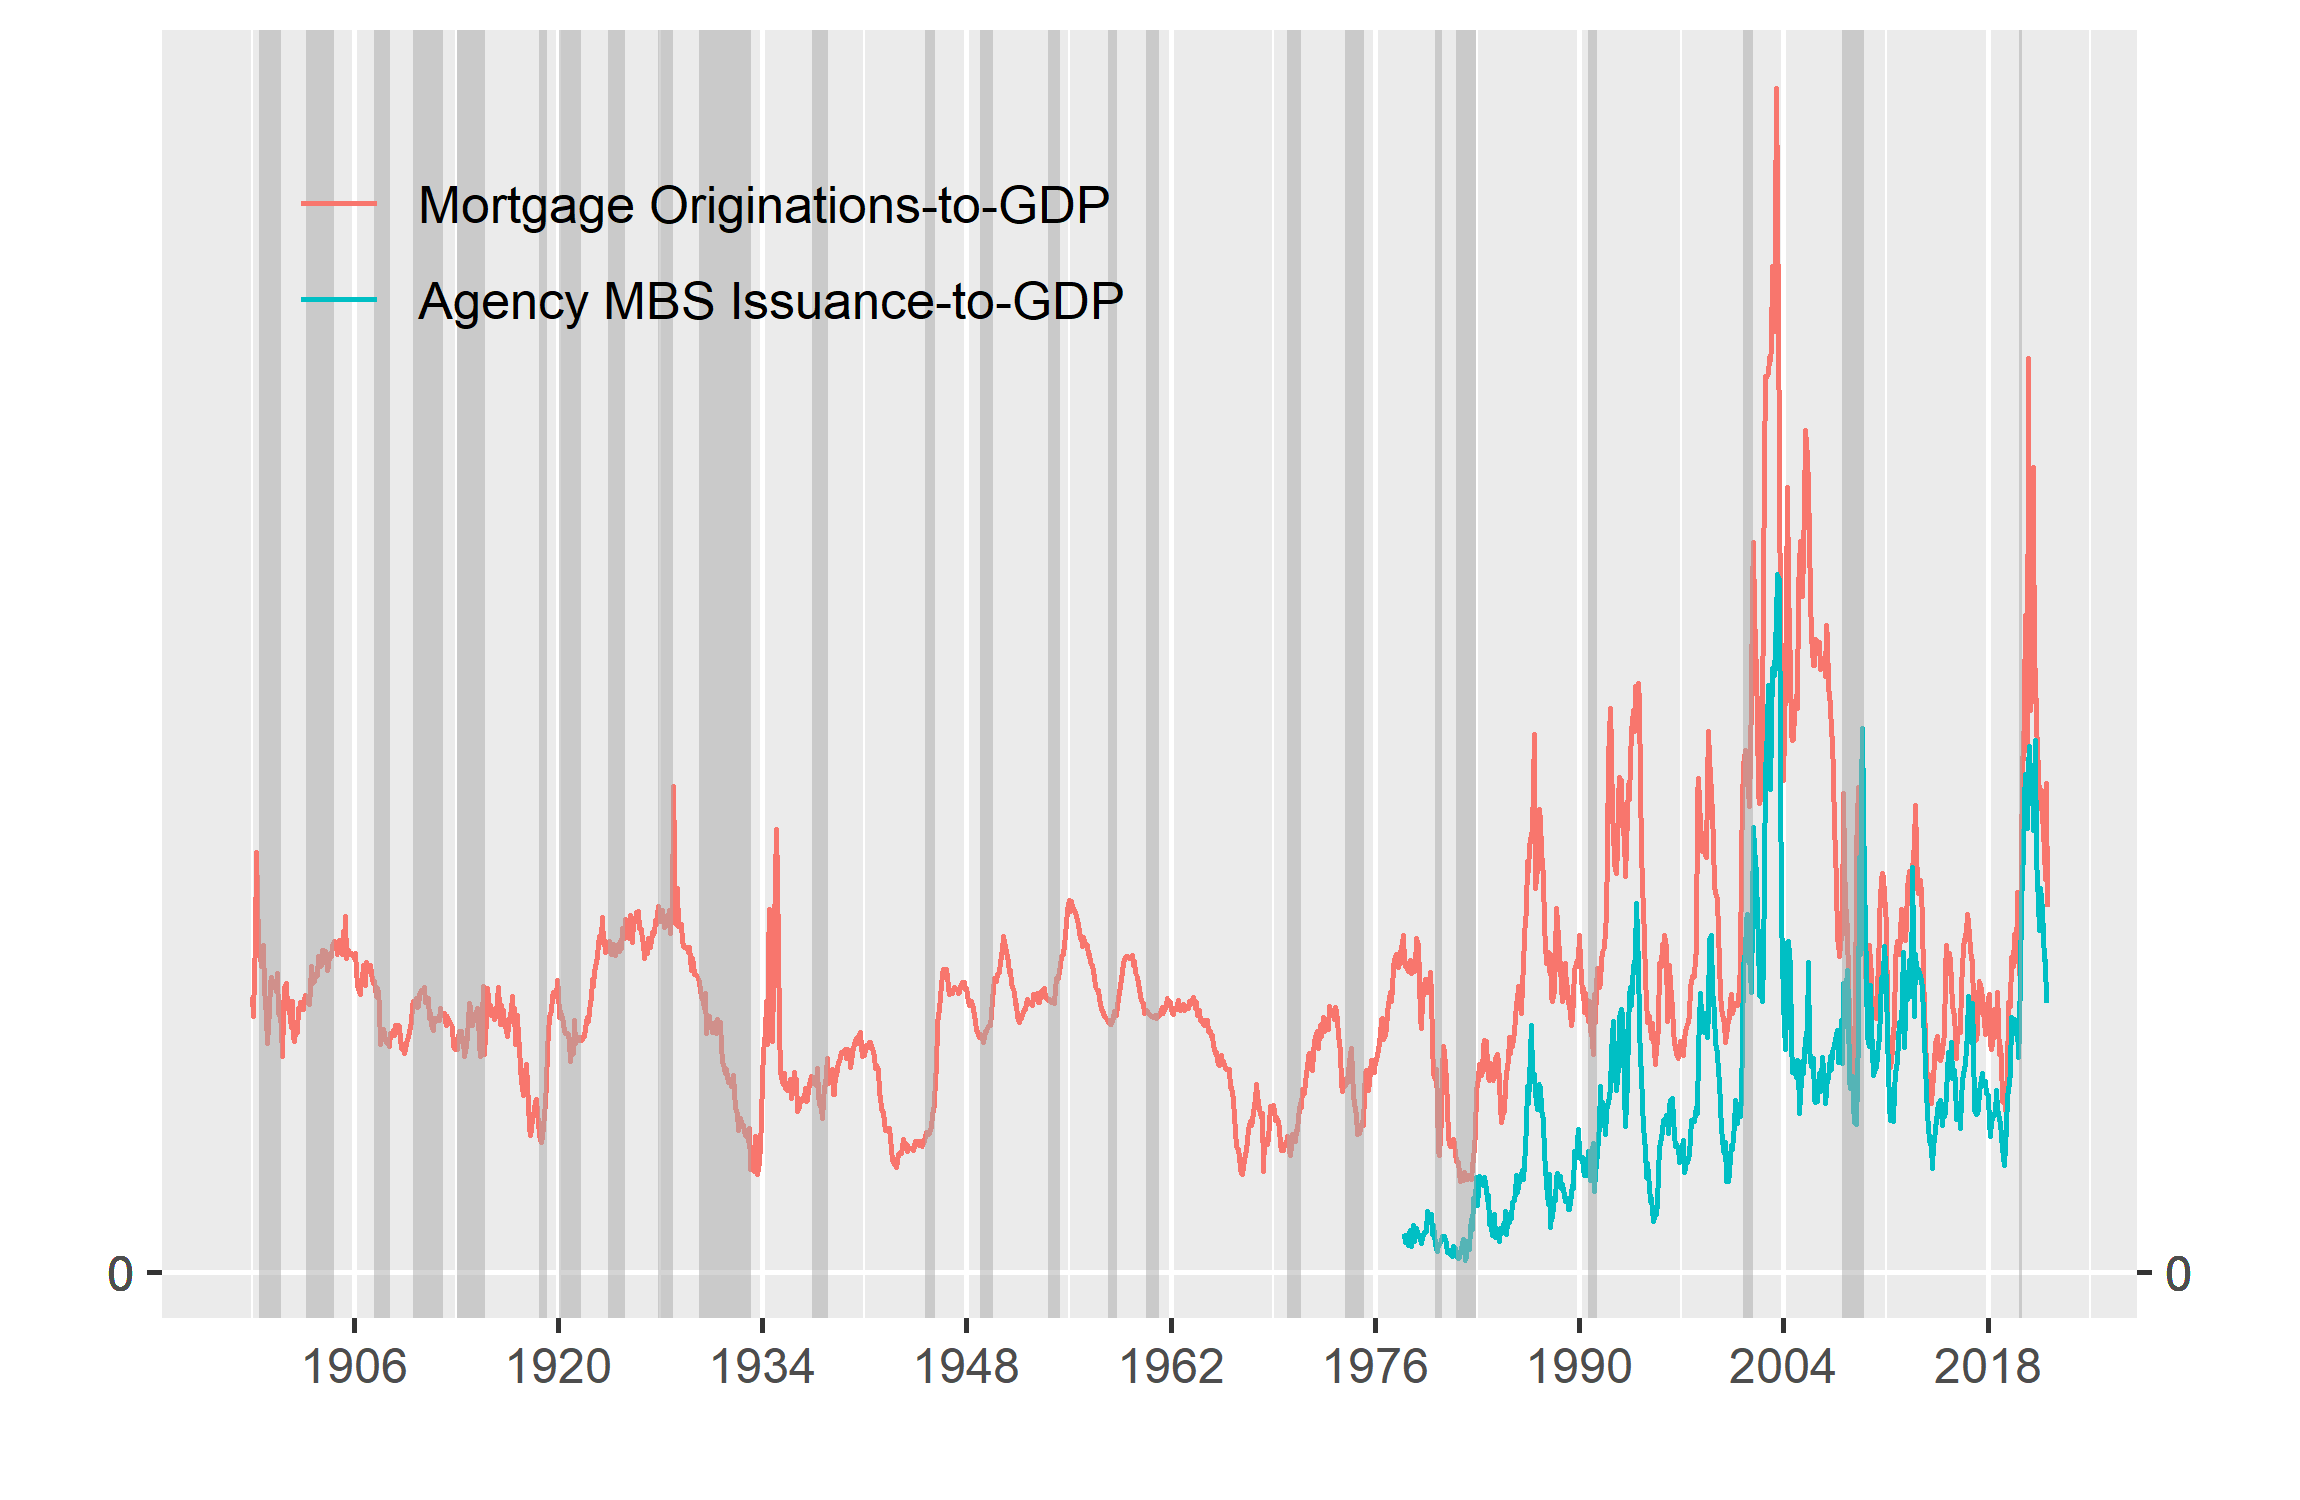 Mortgage Originations-to-GDP
Agency MBS Issuance-to-GDP
0 0
1906 1920 1934 1948 1962 1976 1990 2004 2018